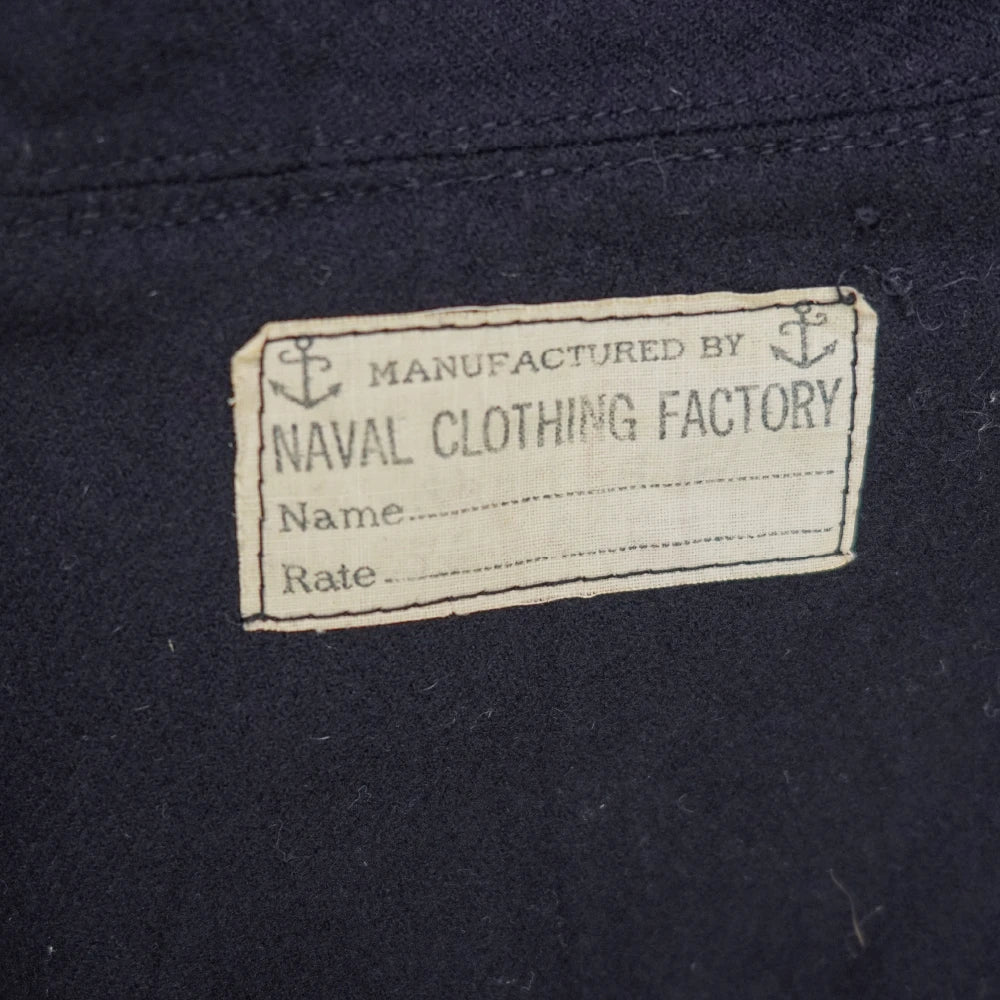 MANUFACTURED BY
NAVAL CLOTHING FACTORY
Name
Rate